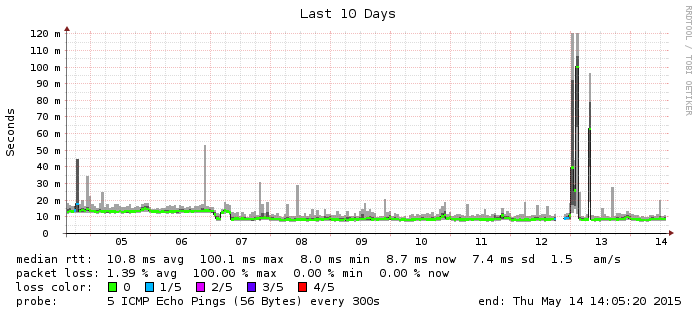 Last 10 Days
RRDTOOL / TOBI OETIKER
Seconds
120 m
110 m
100 m
90 m
80 m
70 m
60 m
50 m
40 m
30 m
20 m
10 m
0
05 06 07 08 09 10 11 12 13 14
median rtt: 10.8 ms avg 100.1 ms max 8.0 ms min 8.7 ms now 7.4 ms sd 1.5 am/s
packet loss: 1.39 % avg 100.00 % max 0.00 % min 0.00 % now
loss color: 0 1/5 2/5 3/5 4/5
probe: 5 ICMP Echo Pings (56 Bytes) every 300s end: Thu May 14 14:05:20 2015